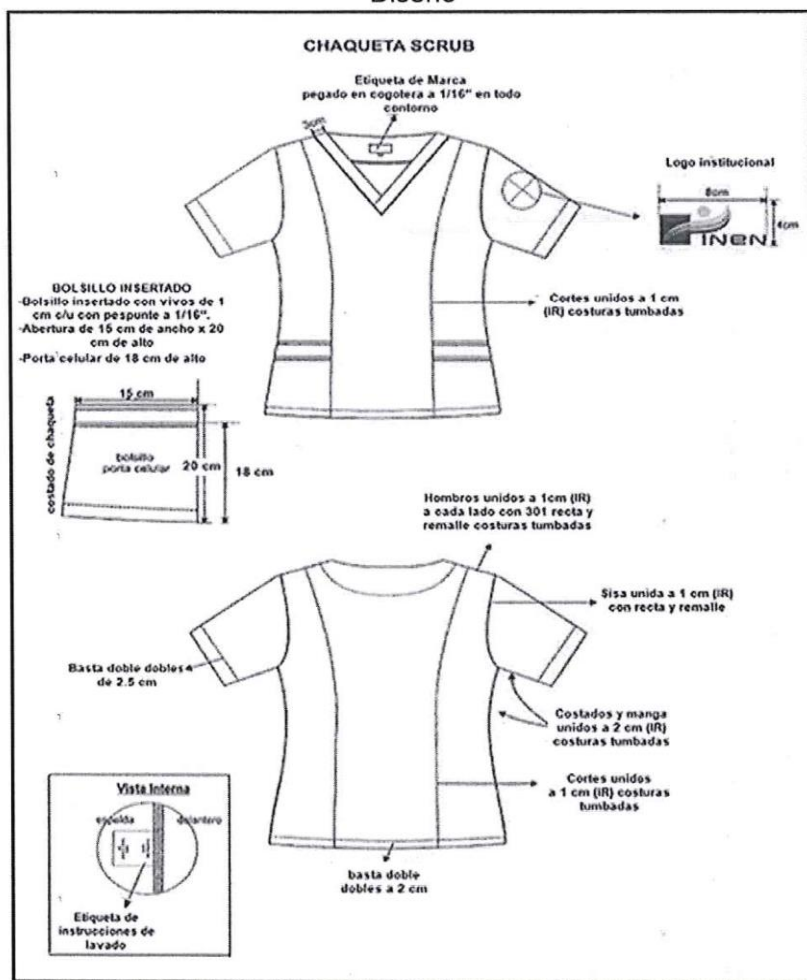 Diseño
CHAQUETA SCRUB
Etiqueta de Marca
pegado en cogotera a 1/16" en todo
contorno
3cm
Logo institucional
8cm
4cm
INEN
BOLSILLO INSERTADO
-Bolsillo insertado con vivos de 1
cm c/u con pespunte a 1/16".
-Abertura de 15 cm de ancho x 20
cm de alto
-Porta celular de 18 cm de alto
Cortes unidos a 1 cm
(IR) costuras tumbadas
15 cm
costado de chaqueta
bolsillo
porta celular
20 cm
18 cm
Hombros unidos a 1cm (IR)
a cada lado con 301 recta y
remalle costuras tumbadas
Sisa unida a 1 cm (IR)
con recta y remalle
Basta doble dobles
de 2.5 cm
Costados y manga
unidos a 2 cm (IR)
costuras tumbadas
Cortes unidos
a 1 cm (IR) costuras
tumbadas
Vista Interna
espalda
delantero
Etiqueta de
instrucciones de
lavado
basta doble
dobles a 2 cm